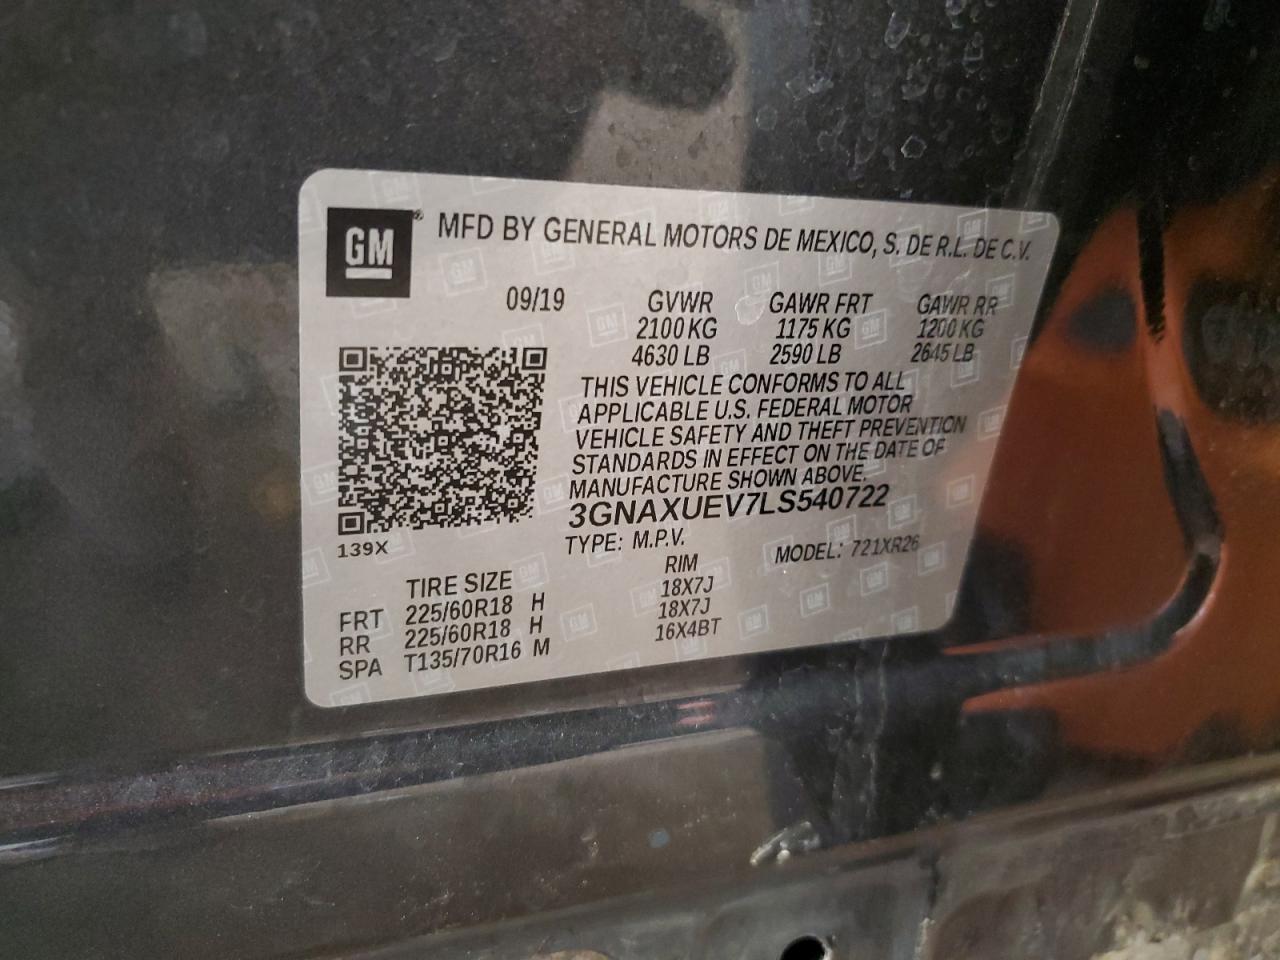 GM®
MFD BY GENERAL MOTORS DE MEXICO, S. DE R.L. DE C.V.
09/19 GVWR GAWR FRT GAWR RR
2100 KG 1175 KG 1200 KG
4630 LB 2590 LB 2645 LB
THIS VEHICLE CONFORMS TO ALL
APPLICABLE U.S. FEDERAL MOTOR
VEHICLE SAFETY AND THEFT PREVENTION
STANDARDS IN EFFECT ON THE DATE OF
MANUFACTURE SHOWN ABOVE.
3GNAXUEV7LS540722
139X
TYPE: M.P.V. MODEL: 721XR26
TIRE SIZE RIM
FRT 225/60R18 H 18X7J
RR 225/60R18 H 18X7J
SPA T135/70R16 M 16X4BT